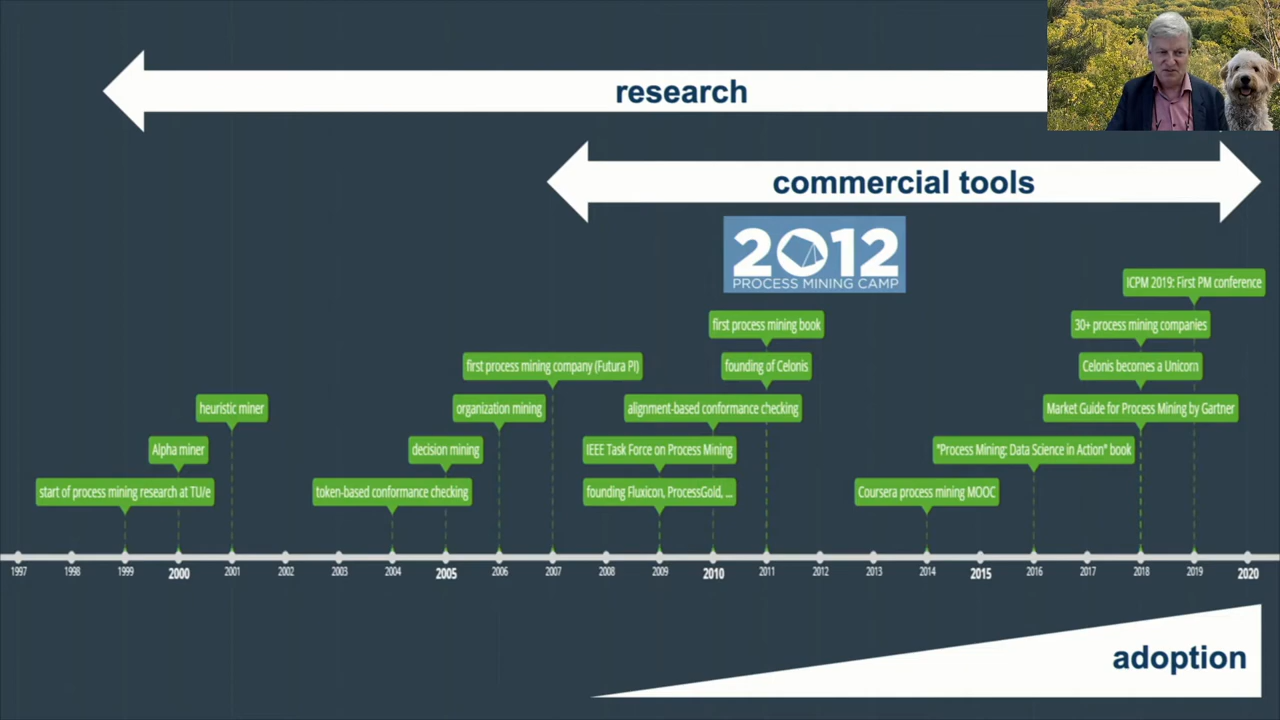 research
commercial tools
2012
PROCESS MINING CAMP
ICPM 2019: First PM conference
first process mining book
30+ process mining companies
first process mining company (Futura PI)
founding of Celonis
Celonis becomes a Unicorn
heuristic miner
organization mining
alignment-based conformance checking
Market Guide for Process Mining by Gartner
Alpha miner
decision mining
IEEE Task Force on Process Mining
"Process Mining: Data Science in Action" book
start of process mining research at TU/e
token-based conformance checking
founding Fluxicon, ProcessGold, ...
Coursera process mining MOOC
1997 1998 1999 2000 2001 2002 2003 2004 2005 2006 2007 2008 2009 2010 2011 2012 2013 2014 2015 2016 2017 2018 2019 2020
adoption